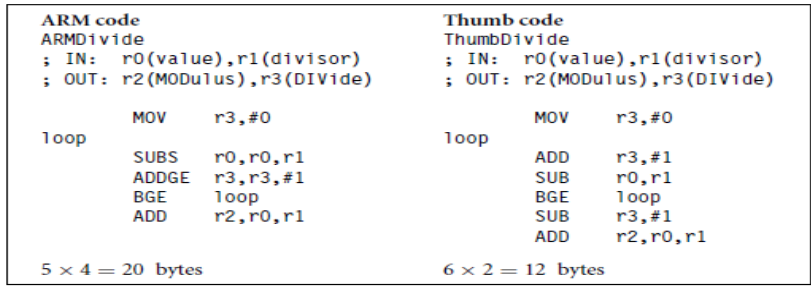 ARM code
ARMDivide
; IN: r0(value),r1(divisor)
; OUT: r2(MODulus),r3(DIVide)
MOV r3,#0
loop
SUBS r0,r0,r1
ADDGE r3,r3,#1
BGE loop
ADD r2,r0,r1
5 × 4 = 20 bytes
Thumb code
ThumbDivide
; IN: r0(value),r1(divisor)
; OUT: r2(MODulus),r3(DIVide)
MOV r3,#0
loop
ADD r3,#1
SUB r0,r1
BGE loop
SUB r3,#1
ADD r2,r0,r1
6 × 2 = 12 bytes